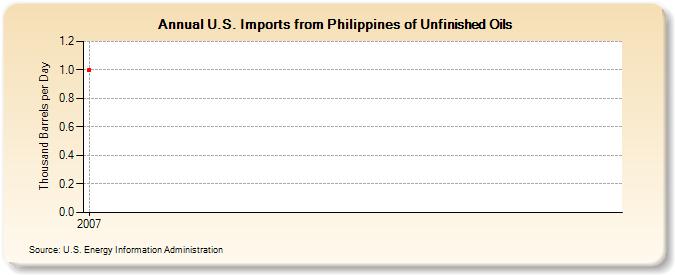 Annual U.S. Imports from Philippines of Unfinished Oils
Thousand Barrels per Day
1.2
1.0
0.8
0.6
0.4
0.2
0.0
2007
Source: U.S. Energy Information Administration